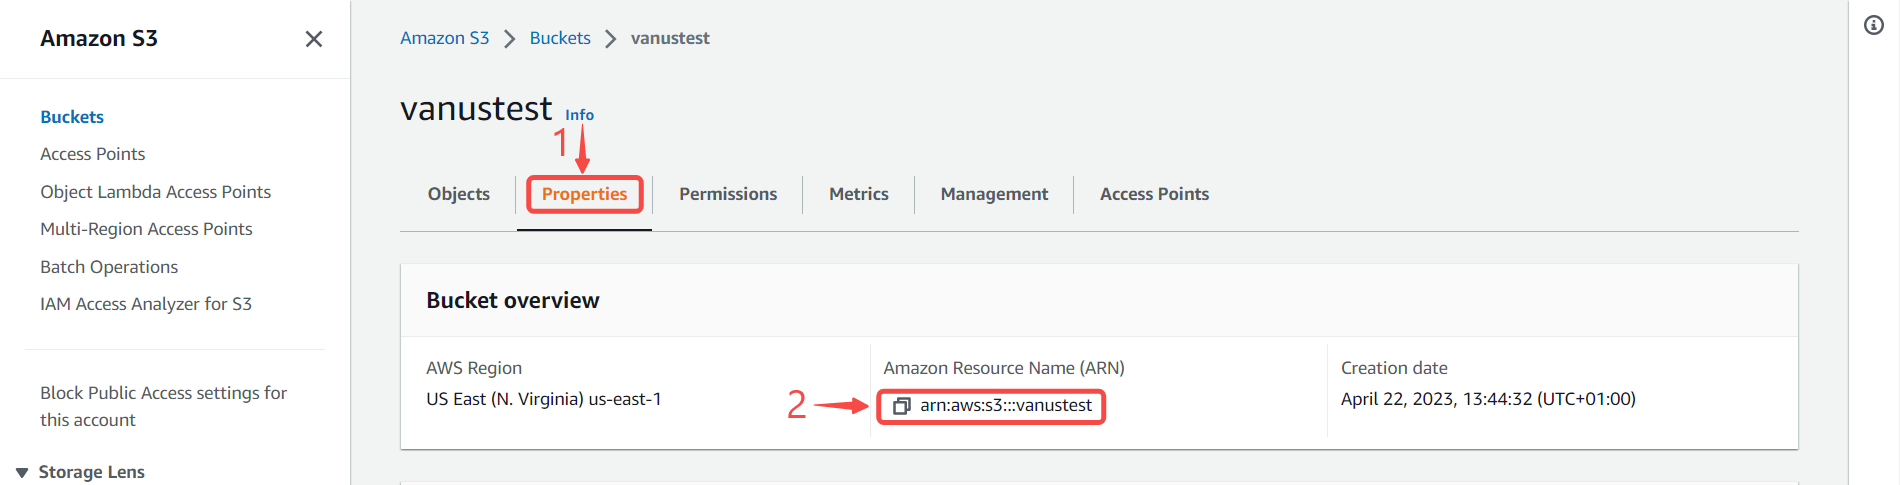 Amazon S3
Buckets
Access Points
Object Lambda Access Points
Multi-Region Access Points
Batch Operations
IAM Access Analyzer for S3
Block Public Access settings for
this account
Storage Lens
Amazon S3 > Buckets > vanustest
vanustest Info
1
Objects Properties Permissions Metrics Management Access Points
Bucket overview
AWS Region
US East (N. Virginia) us-east-1
Amazon Resource Name (ARN)
2 arn:aws:s3:::vanustest
Creation date
April 22, 2023, 13:44:32 (UTC+01:00)